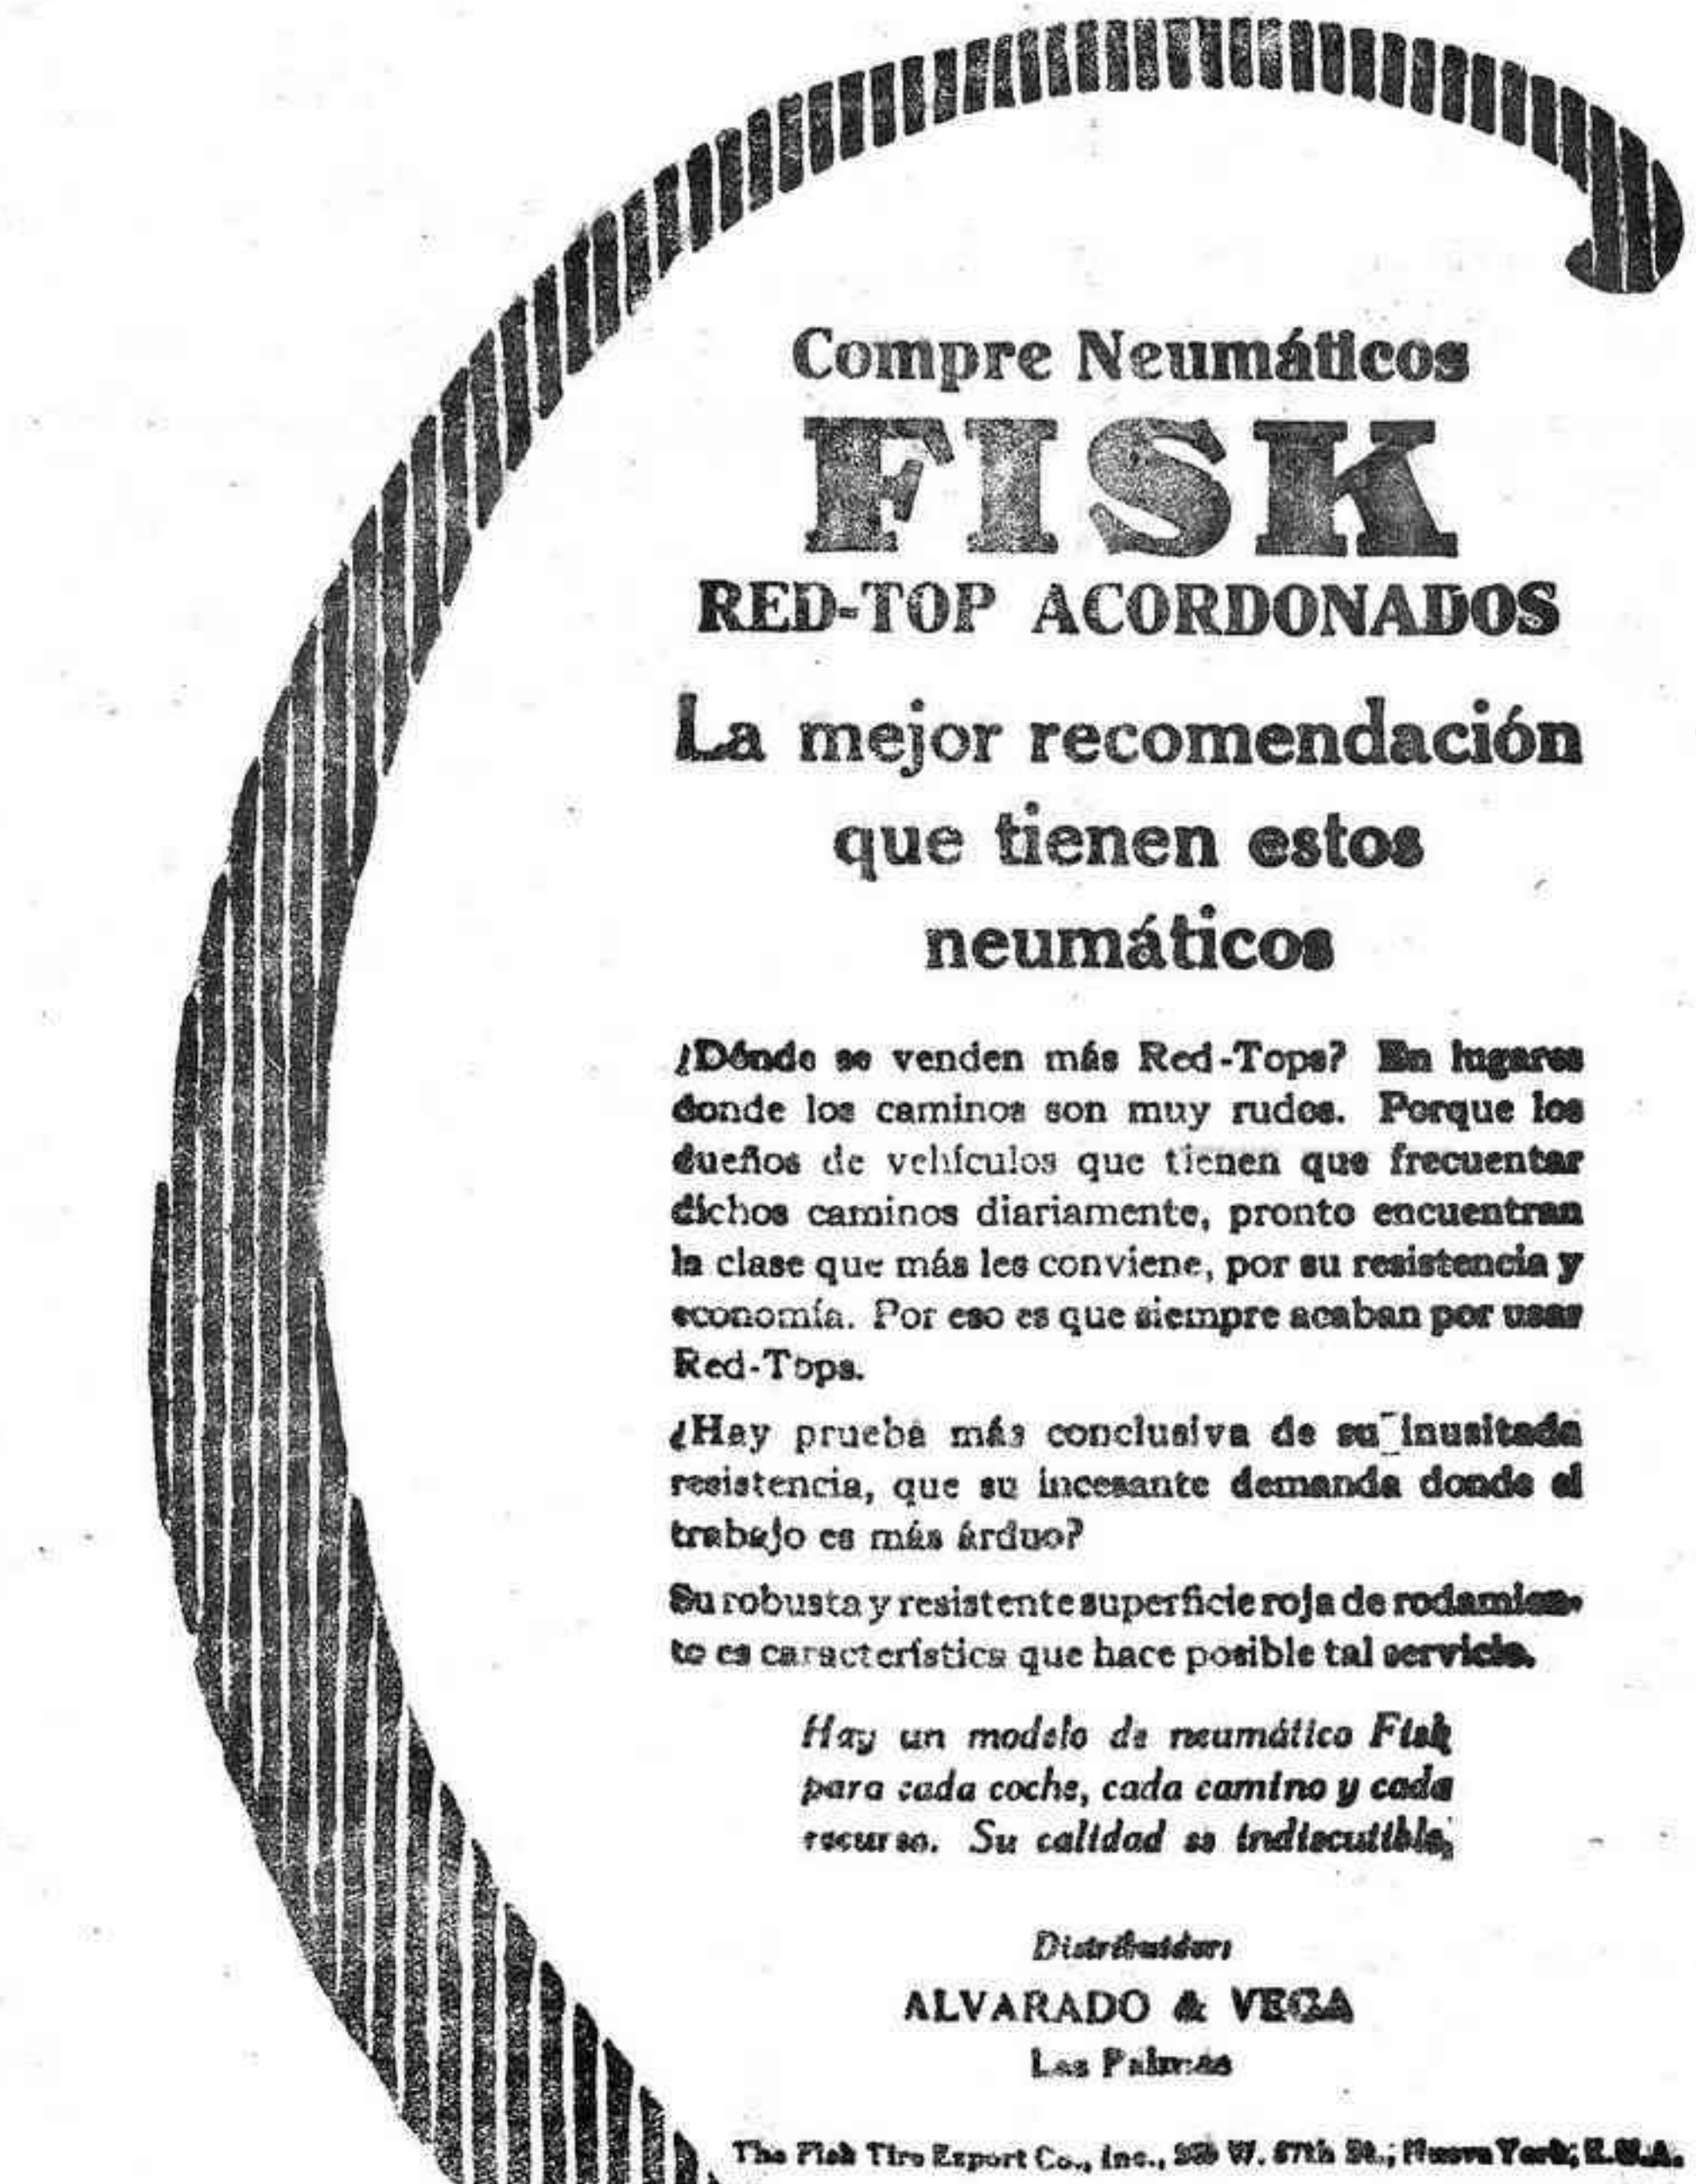 Compre Neumáticos
FISK
RED-TOP ACORDONADOS
La mejor recomendación
que tienen estos
neumáticos
¿Dónde se venden más Red-Tops? En lugares
donde los caminos son muy rudos. Porque los
dueños de vehículos que tienen que frecuentar
dichos caminos diariamente, pronto encuentran
la clase que más les conviene, por su resistencia y
economía. Por eso es que siempre acaban por usar
Red-Tops.
¿Hay prueba más conclusiva de su inusitada
resistencia, que su incesante demanda donde el
trabajo es más árduo?
Su robusta y resistente superficie roja de rodamien-
to es característica que hace posible tal servicio.
Hay un modelo de neumático Fisk
para cada coche, cada camino y cada
recurso. Su calidad es indiscutible.
Distribuidor:
ALVARADO & VEGA
Las Palmas
The Fisk Tire Export Co., Inc., W. 57th St.; Nueva York, E.U.A.